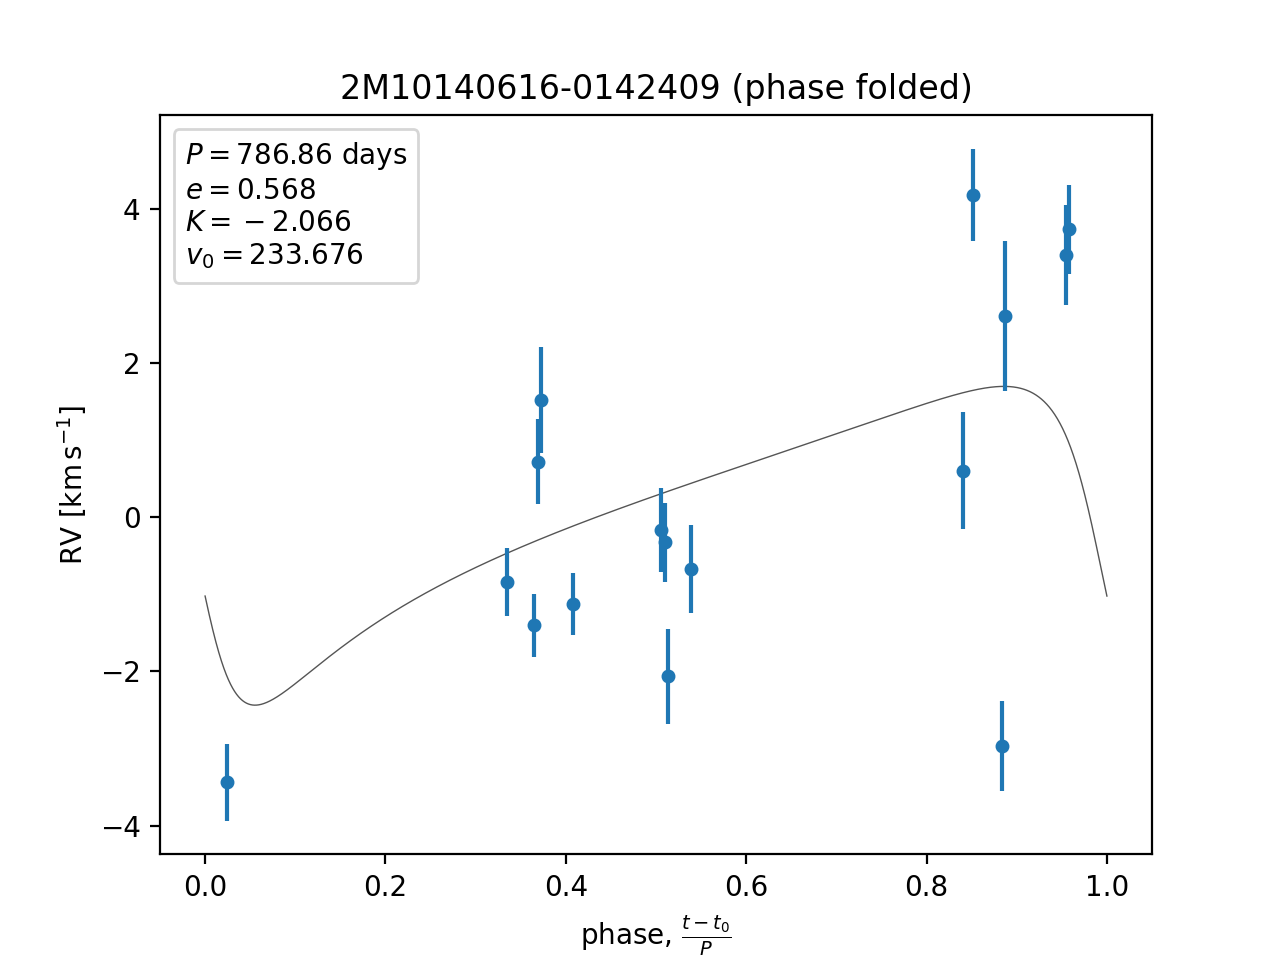 2M10140616-0142409 (phase folded)
P = 786.86 days
e = 0.568
K = −2.066
v₀ = 233.676
4
2
0
−2
−4
RV [km s⁻¹]
0.0 0.2 0.4 0.6 0.8 1.0
phase, (t − t₀)/P